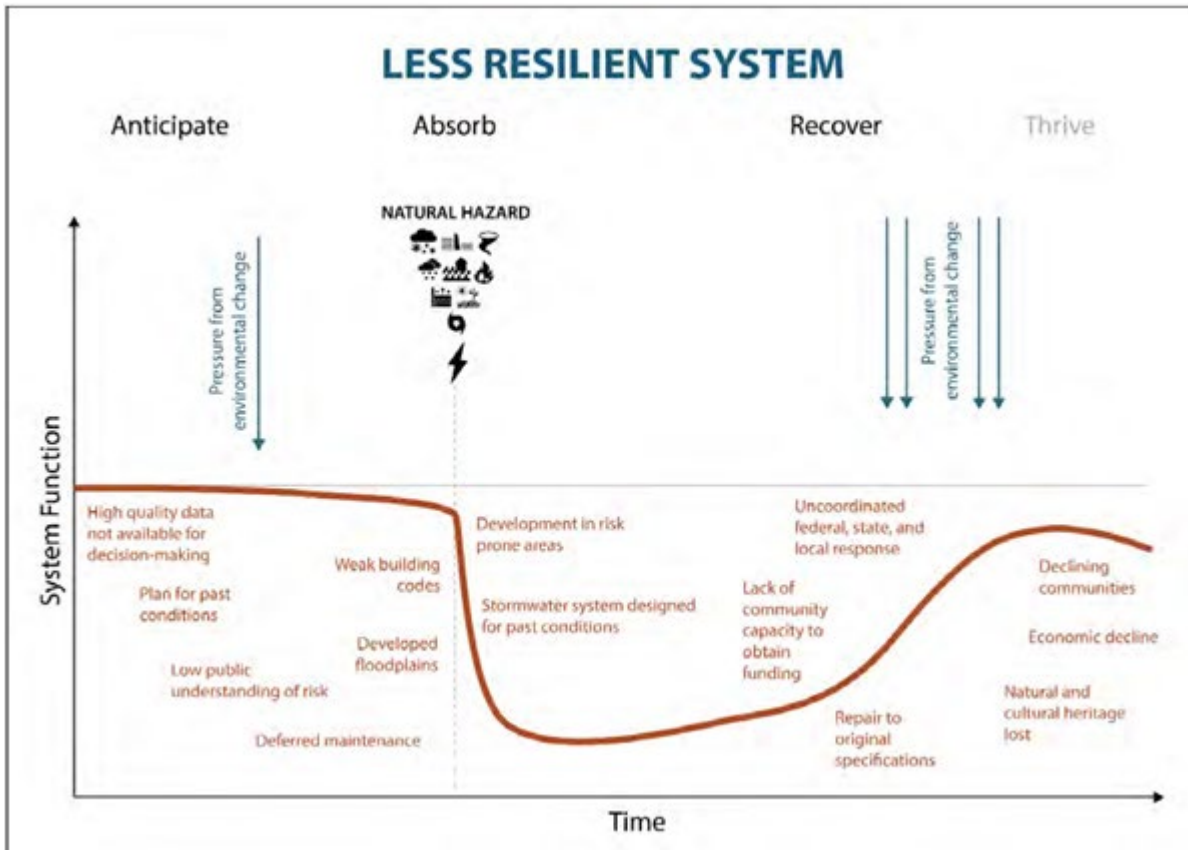 LESS RESILIENT SYSTEM
Anticipate
Absorb
Recover
Thrive
NATURAL HAZARD
Pressure from
environmental change
Pressure from
environmental change
System Function
High quality data
not available for
decision-making
Plan for past
conditions
Low public
understanding of risk
Deferred maintenance
Weak building
codes
Developed
floodplains
Development in risk
prone areas
Stormwater system designed
for past conditions
Uncoordinated
federal, state, and
local response
Lack of
community
capacity to
obtain
funding
Repair to
original
specifications
Declining
communities
Economic decline
Natural and
cultural heritage
lost
Time